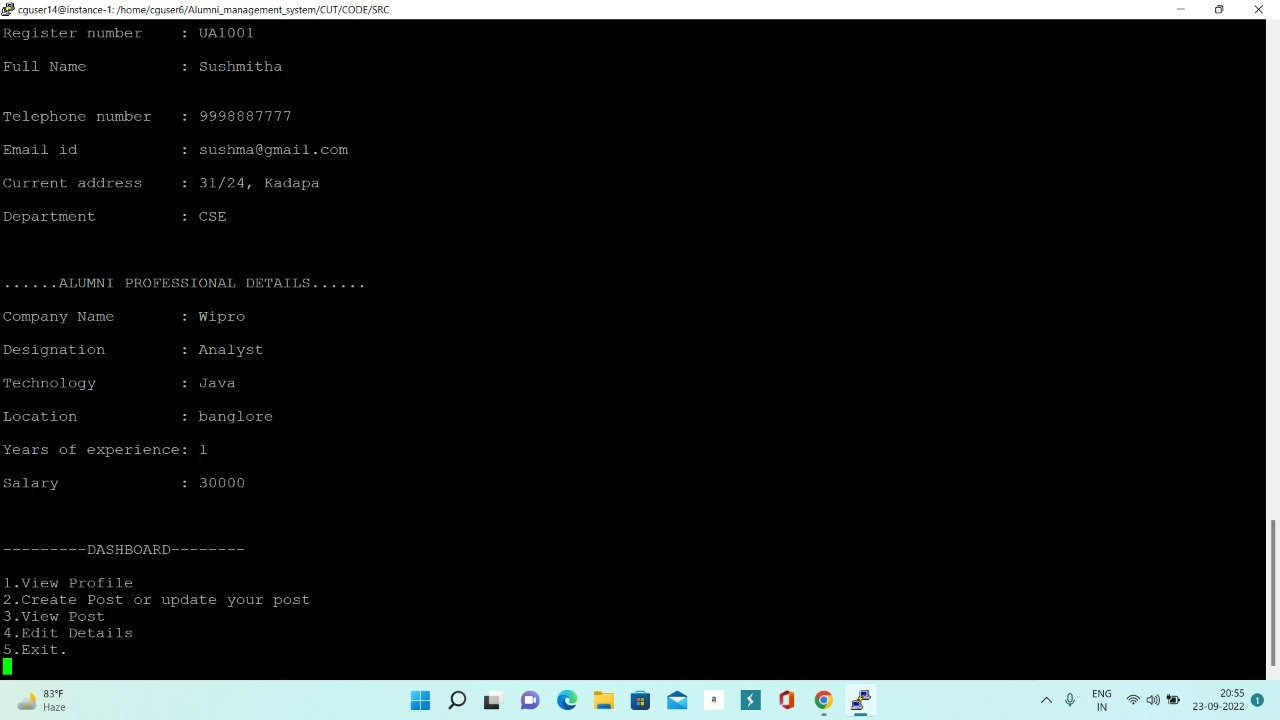 cguser14@instance-1: /home/cguser6/Alumni_management_system/CUT/CODE/SRC
Register number : UA1001
Full Name : Sushmitha
Telephone number : 9998887777
Email id : sushma@gmail.com
Current address : 31/24, Kadapa
Department : CSE
......ALUMNI PROFESSIONAL DETAILS......
Company Name : Wipro
Designation : Analyst
Technology : Java
Location : banglore
Years of experience: 1
Salary : 30000
---------DASHBOARD--------
1.View Profile
2.Create Post or update your post
3.View Post
4.Edit Details
5.Exit.
83°F
Haze
a
ENG
IN
20:55
23-09-2022
1